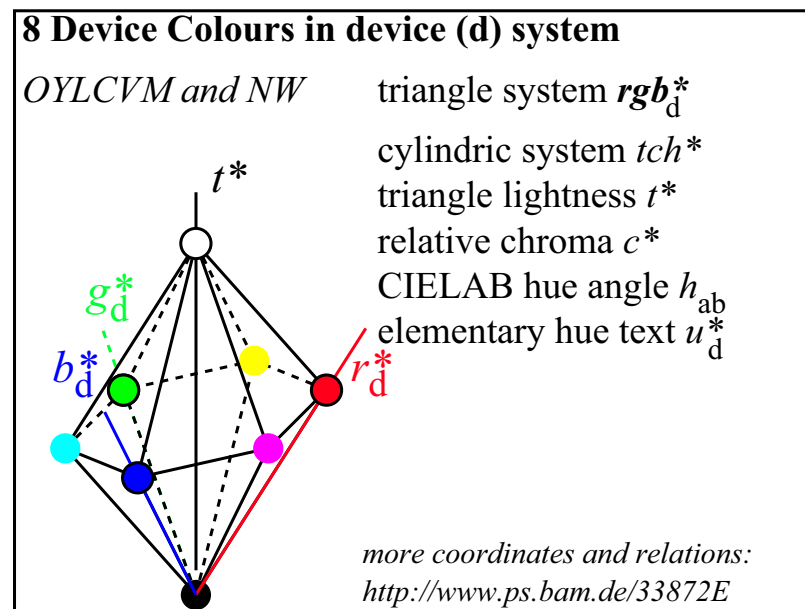 8 Device Colours in device (d) system
OYLCVM and NW
triangle system rgb*d
cylindric system tch*
triangle lightness t*
relative chroma c*
CIELAB hue angle hab
elementary hue text u*d
t*
g*d
b*d
r*d
more coordinates and relations:
http://www.ps.bam.de/33872E